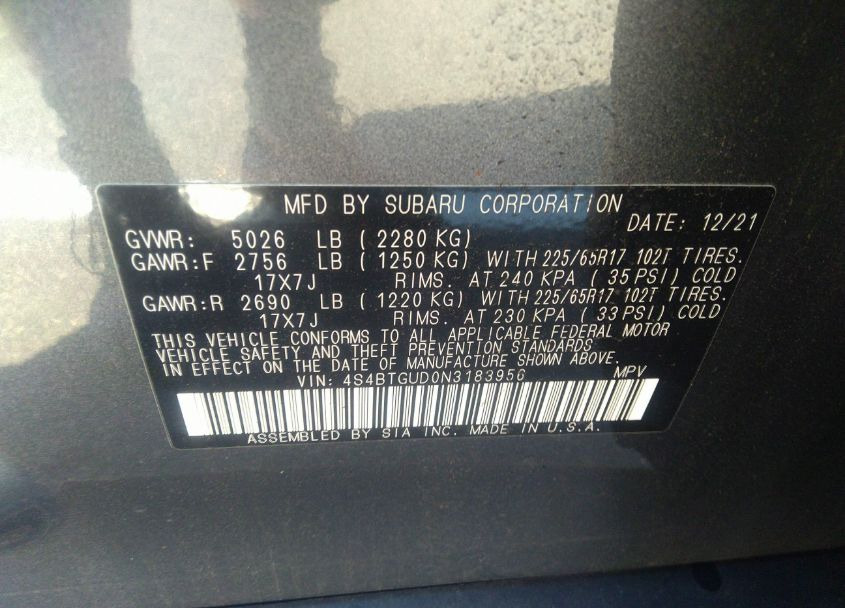 MFD BY SUBARU CORPORATION
DATE: 12/21
GVWR: 5026 LB ( 2280 KG)
GAWR:F 2756 LB ( 1250 KG) WITH 225/65R17 102T TIRES.
17X7J RIMS. AT 240 KPA ( 35 PSI) COLD
GAWR:R 2690 LB ( 1220 KG) WITH 225/65R17 102T TIRES.
17X7J RIMS. AT 230 KPA ( 33 PSI) COLD
THIS VEHICLE CONFORMS TO ALL APPLICABLE FEDERAL MOTOR
VEHICLE SAFETY AND THEFT PREVENTION STANDARDS
IN EFFECT ON THE DATE OF MANUFACTURE SHOWN ABOVE.
VIN: 4S4BTGUD0N3183956 MPV
ASSEMBLED BY SIA INC. MADE IN U.S.A.